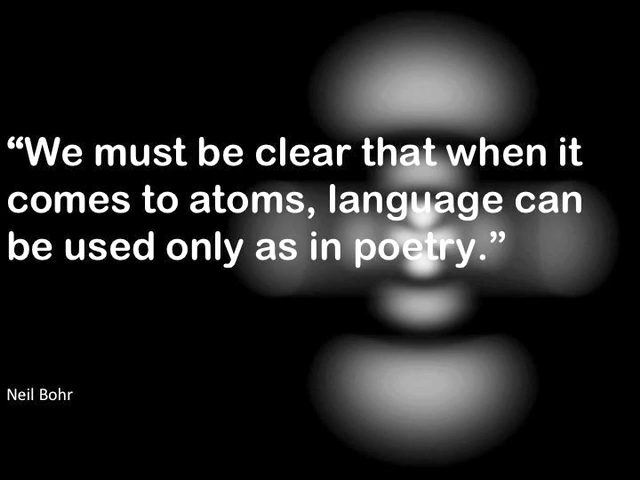 “We must be clear that when it
comes to atoms, language can
be used only as in poetry.”
Neil Bohr